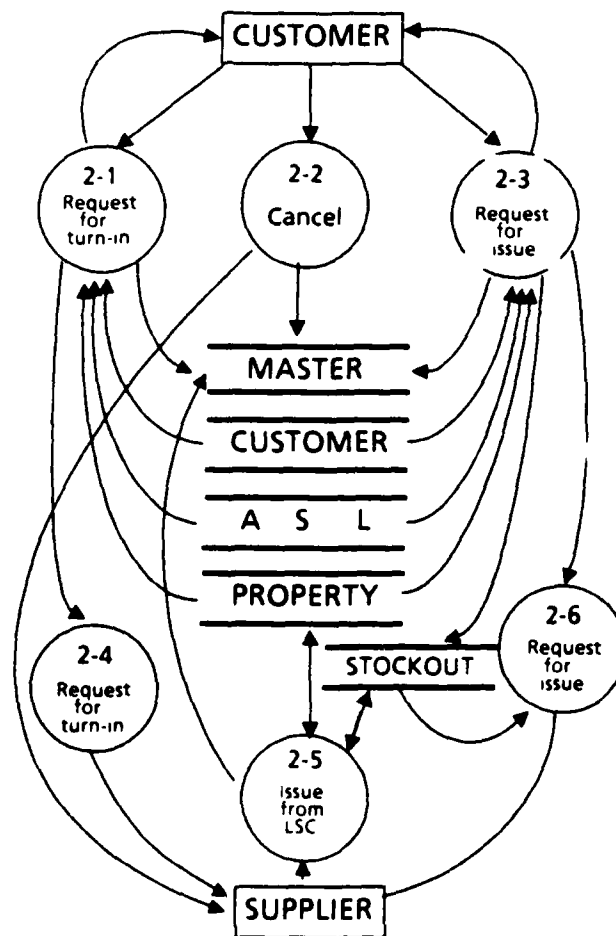 CUSTOMER
2-1
Request
for
turn-in
2-2
Cancel
2-3
Request
for
issue
MASTER
CUSTOMER
A S L
PROPERTY
STOCKOUT
2-4
Request
for
turn-in
2-5
issue
from
LSC
2-6
Request
for
issue
SUPPLIER